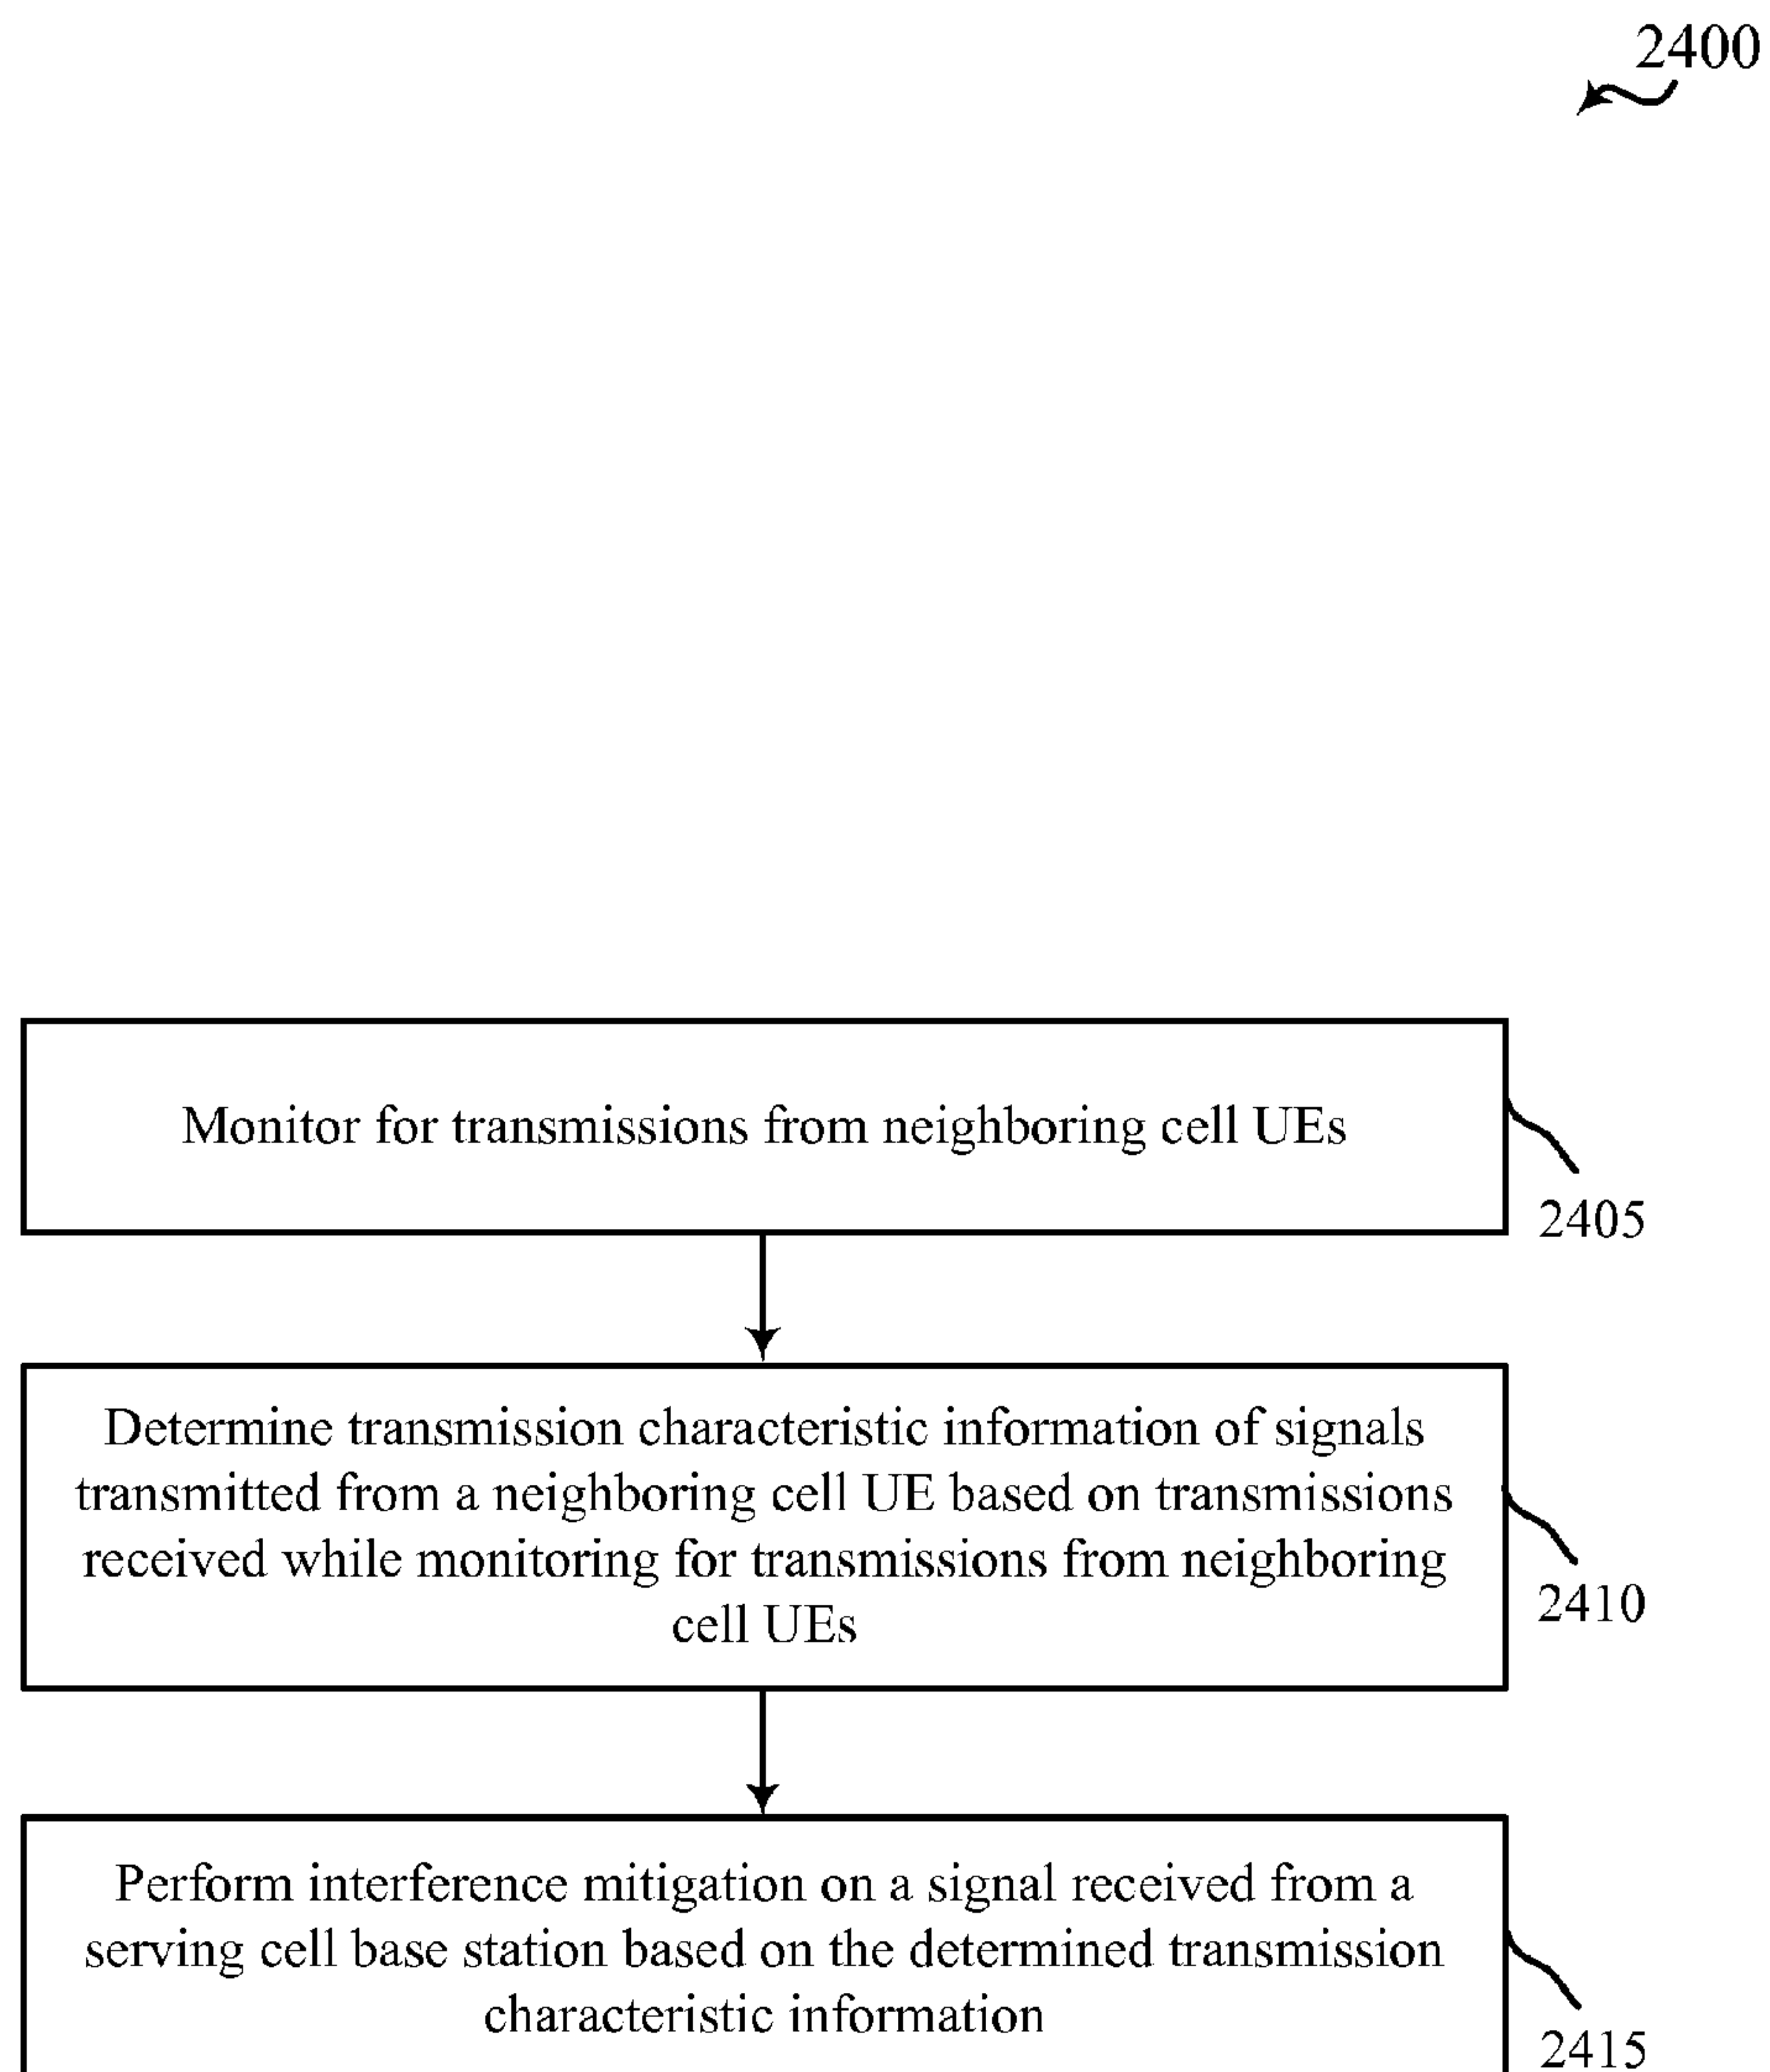 2400
Monitor for transmissions from neighboring cell UEs
2405
Determine transmission characteristic information of signals
transmitted from a neighboring cell UE based on transmissions
received while monitoring for transmissions from neighboring
cell UEs
2410
Perform interference mitigation on a signal received from a
serving cell base station based on the determined transmission
characteristic information
2415